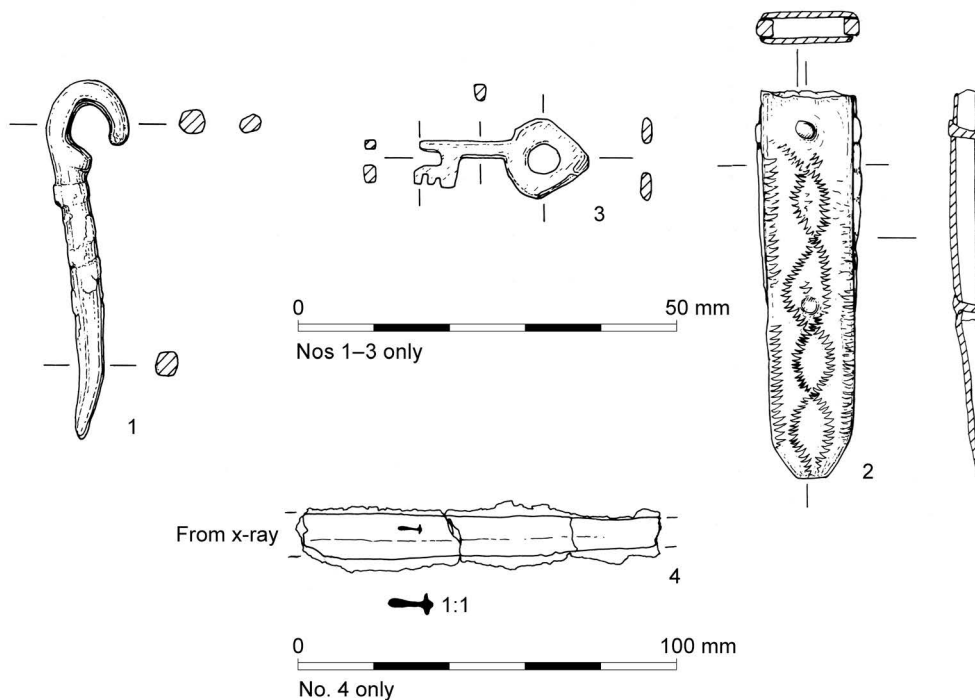 3
0 50 mm
Nos 1–3 only
1
2
From x-ray
4
1:1
0 100 mm
No. 4 only